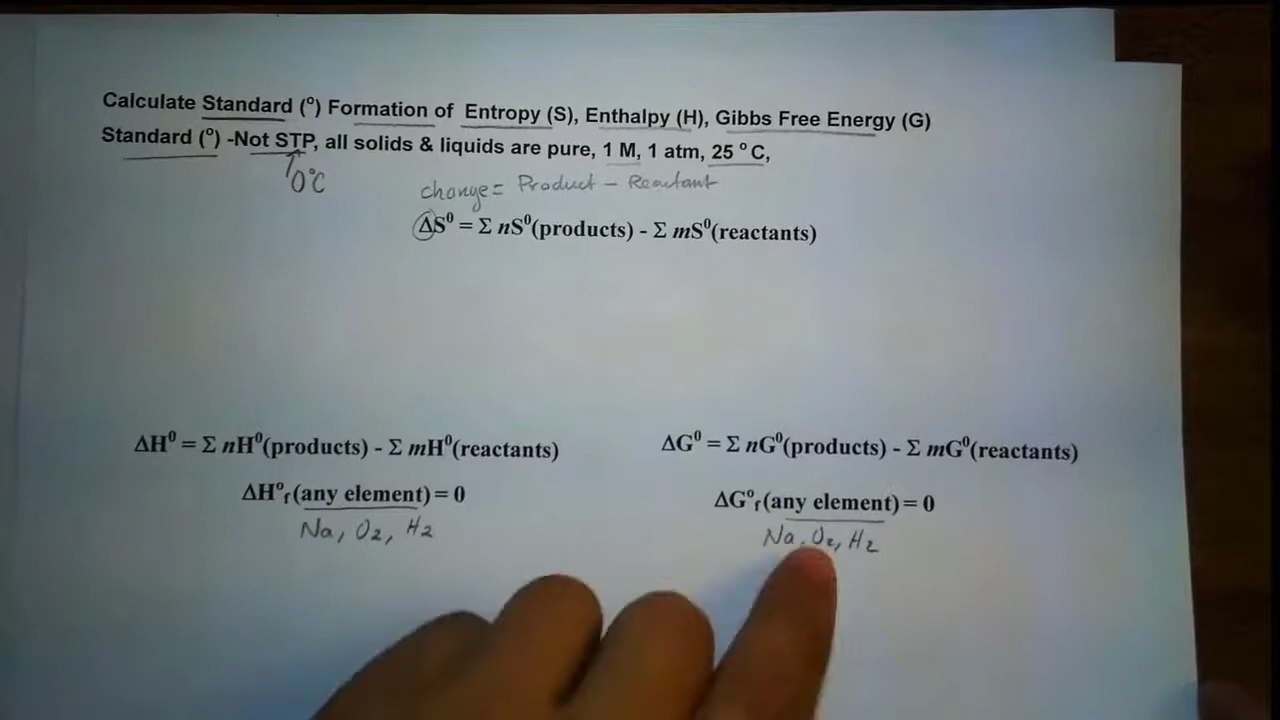 Calculate Standard (°) Formation of Entropy (S), Enthalpy (H), Gibbs Free Energy (G)
Standard (°) -Not STP, all solids & liquids are pure, 1 M, 1 atm, 25 °C,
0°C
change = Product - Reactant
ΔS⁰ = Σ nS⁰(products) - Σ mS⁰(reactants)
ΔH⁰ = Σ nH⁰(products) - Σ mH⁰(reactants)
ΔG⁰ = Σ nG⁰(products) - Σ mG⁰(reactants)
ΔH°f(any element) = 0
ΔG°f(any element) = 0
Na, O₂, H₂
Na, O₂, H₂